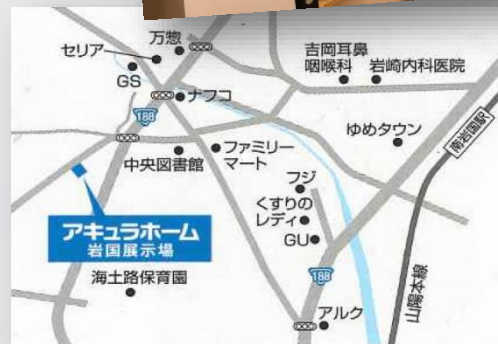 セリア
万惣
GS
ナフコ
吉岡耳鼻
咽喉科
岩崎内科医院
188
ゆめタウン
南岩国駅
中央図書館
ファミリー
マート
フジ
くすりの
レディ
GU
アキュラホーム
岩国展示場
海土路保育園
188
アルク
山陽本線